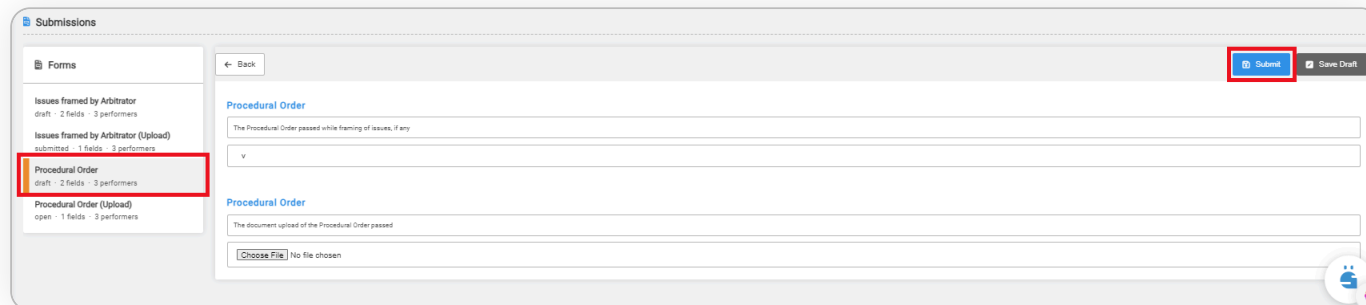 Submissions
Forms
← Back
Submit
Save Draft
Issues framed by Arbitrator
draft · 2 fields · 3 performers
Issues framed by Arbitrator (Upload)
submitted · 1 fields · 3 performers
Procedural Order
draft · 2 fields · 3 performers
Procedural Order (Upload)
open · 1 fields · 3 performers
Procedural Order
The Procedural Order passed while framing of issues, if any
v
Procedural Order
The document upload of the Procedural Order passed
Choose File No file chosen